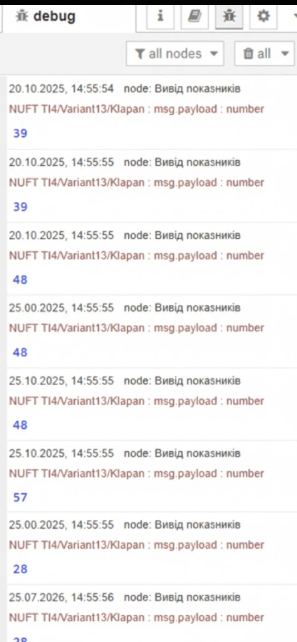 debug
i
all nodes
all
20.10.2025, 14:55:54 node: Вивід показників
NUFT TI4/Variant13/Klapan : msg.payload : number
39
20.10.2025, 14:55:55 node: Вивід показників
NUFT TI4/Variant13/Klapan : msg.payload : number
39
20.10.2025, 14:55:55 node: Вивід показників
NUFT TI4/Variant13/Klapan : msg.payload : number
48
25.00.2025, 14:55:55 node: Вивід показників
NUFT TI4/Variant13/Klapan : msg.payload : number
48
25.10.2025, 14:55:55 node: Вивід показників
NUFT TI4/Variant13/Klapan : msg.payload : number
48
25.10.2025, 14:55:55 node: Вивід показників
NUFT TI4/Variant13/Klapan : msg.payload : number
57
25.00.2025, 14:55:55 node: Вивід показників
NUFT TI4/Variant13/Klapan : msg.payload : number
28
25.07.2026, 14:55:56 node: Вивід показників
NUFT TI4/Variant13/Klapan : msg.payload : number